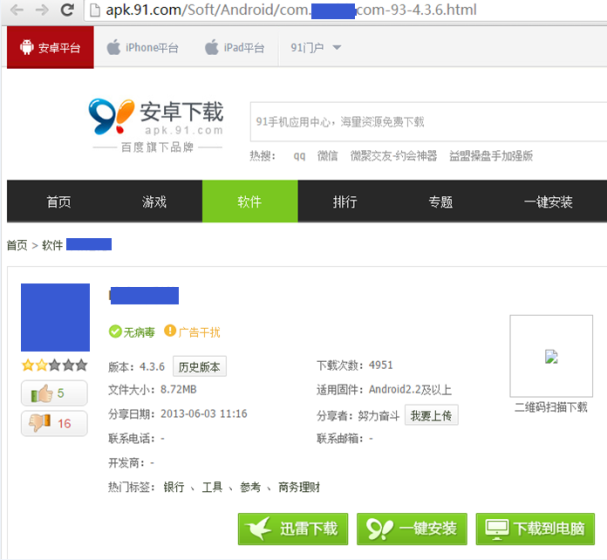 apk.91.com/Soft/Android/com. com-93-4.3.6.html
安卓平台 iPhone平台 iPad平台 91门户
91 安卓下载
apk.91.com
百度旗下品牌
91手机应用中心，海量资源免费下载
热搜： qq 微信 微聚交友-约会神器 益盟操盘手加强版
首页 游戏 软件 排行 专题 一键安装
首页 > 软件
无病毒 广告干扰
版本：4.3.6 历史版本 下载次数：4951
5 文件大小：8.72MB 适用固件：Android2.2及以上
16 分享日期：2013-06-03 11:16 分享者：努力奋斗 我要上传
二维码扫描下载
联系电话：- 联系邮箱：-
开发商：-
热门标签： 银行 、 工具 、 参考 、 商务理财
迅雷下载 一键安装 下载到电脑